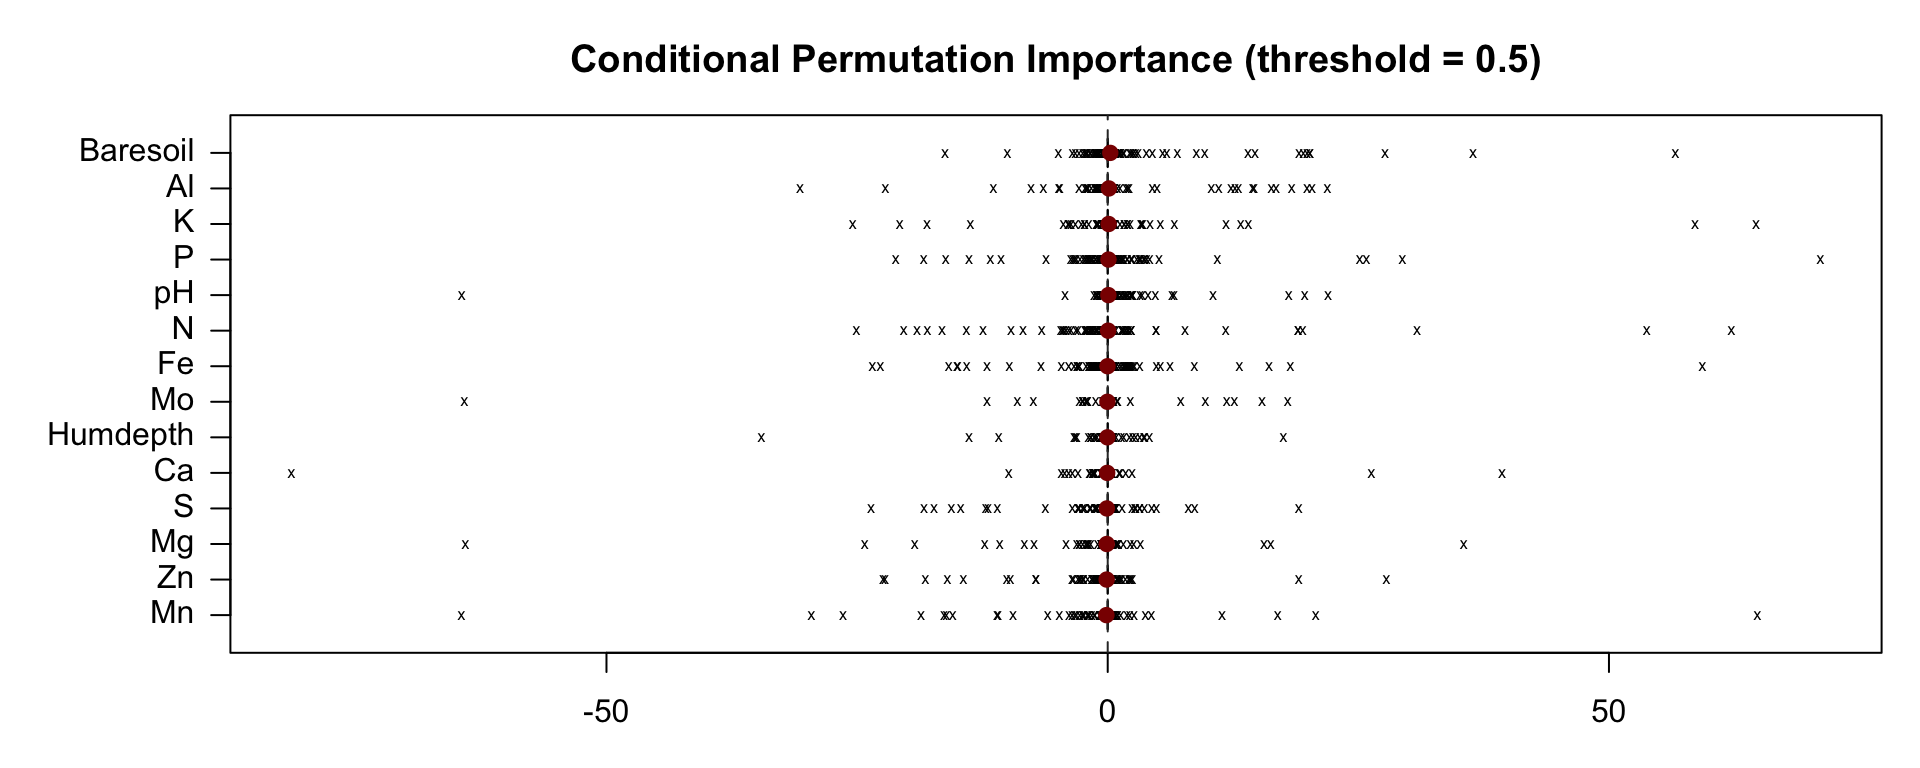 Conditional Permutation Importance (threshold = 0.5)
Baresoil
Al
K
P
pH
N
Fe
Mo
Humdepth
Ca
S
Mg
Zn
Mn
-50 0 50